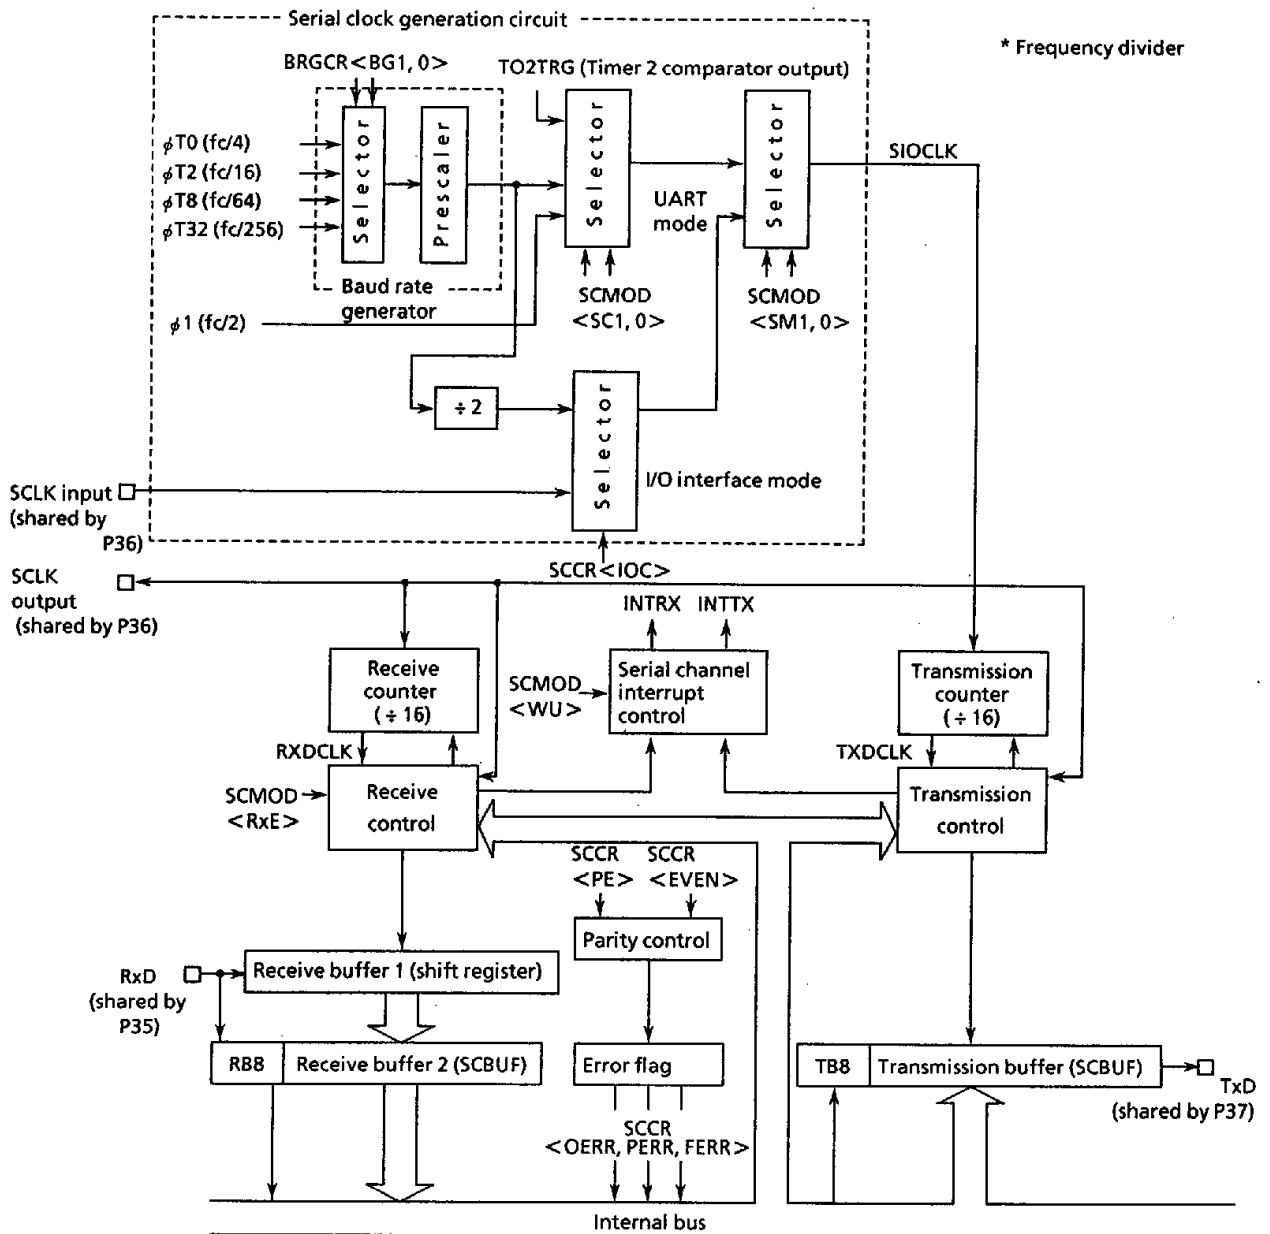 Serial clock generation circuit
* Frequency divider
BRGCR<BG1, 0>
TO2TRG (Timer 2 comparator output)
φT0 (fc/4)
φT2 (fc/16)
φT8 (fc/64)
φT32 (fc/256)
Selector
Prescaler
Selector
Selector
SIOCLK
UART
mode
Baud rate
generator
SCMOD
<SC1, 0>
SCMOD
<SM1, 0>
φ1 (fc/2)
÷ 2
Selector
I/O interface mode
SCLK input
(shared by
P36)
SCCR<IOC>
SCLK
output
(shared by P36)
INTRX
INTTX
Receive
counter
(÷ 16)
SCMOD
<WU>
Serial channel
interrupt
control
Transmission
counter
(÷ 16)
RXDCLK
TXDCLK
SCMOD
<RxE>
Receive
control
Transmission
control
SCCR
<PE>
SCCR
<EVEN>
Parity control
RxD
(shared by
P35)
Receive buffer 1 (shift register)
RB8
Receive buffer 2 (SCBUF)
Error flag
TB8
Transmission buffer (SCBUF)
TxD
(shared by P37)
SCCR
<OERR, PERR, FERR>
Internal bus